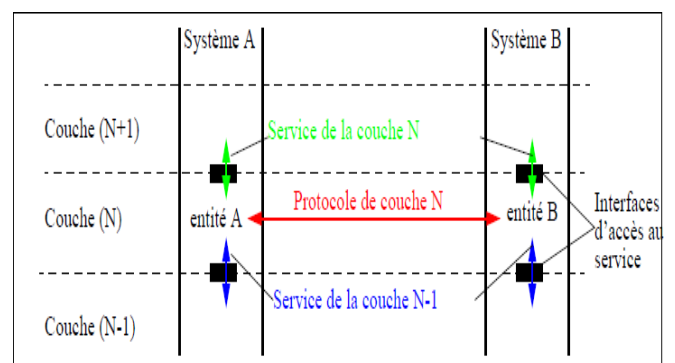 Système A
Système B
Couche (N+1)
Service de la couche N
Couche (N)
entité A
Protocole de couche N
entité B
Interfaces
d'accès au
service
Service de la couche N-1
Couche (N-1)